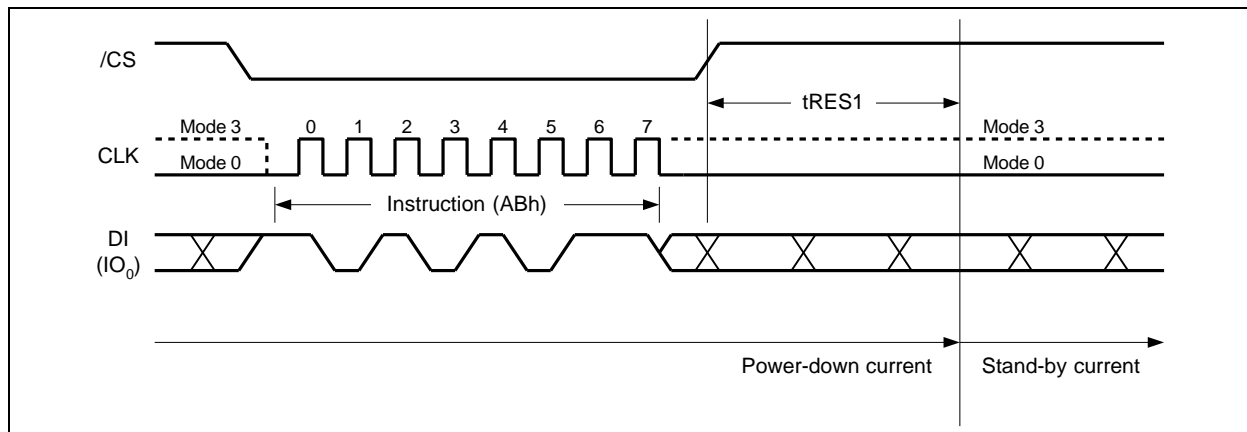 /CS
tRES1
Mode 3 0 1 2 3 4 5 6 7 Mode 3
CLK
Mode 0 Mode 0
Instruction (ABh)
DI
(IO0)
Power-down current Stand-by current